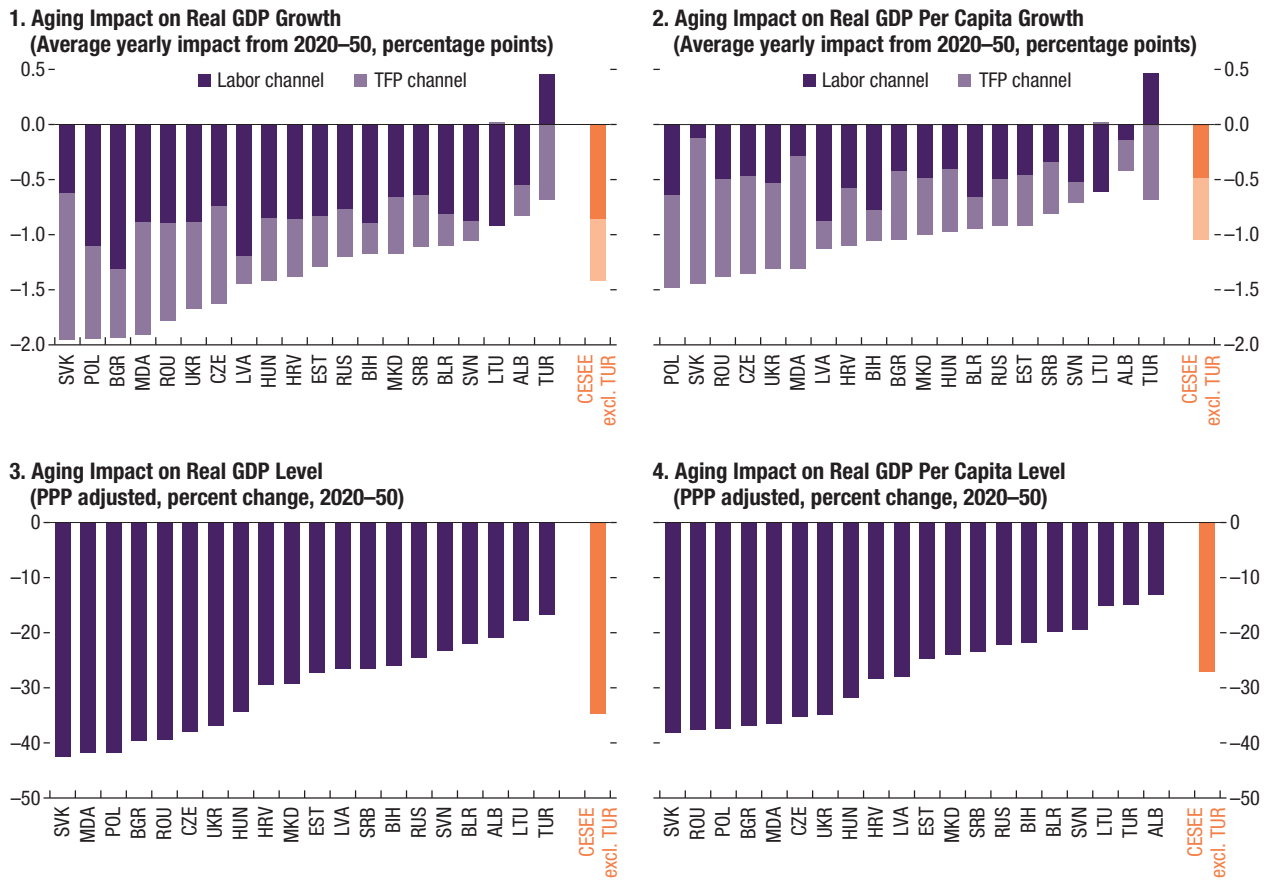 1. Aging Impact on Real GDP Growth
(Average yearly impact from 2020–50, percentage points)
0.5
Labor channel
TFP channel
0.0
–0.5
–1.0
–1.5
–2.0
SVK
POL
BGR
MDA
ROU
UKR
CZE
LVA
HUN
HRV
EST
RUS
BIH
MKD
SRB
BLR
SVN
LTU
ALB
TUR
CESEE
excl. TUR
2. Aging Impact on Real GDP Per Capita Growth
(Average yearly impact from 2020–50, percentage points)
Labor channel
TFP channel
0.5
0.0
–0.5
–1.0
–1.5
–2.0
POL
SVK
ROU
CZE
UKR
MDA
LVA
HRV
BIH
BGR
MKD
HUN
BLR
RUS
EST
SRB
SVN
LTU
ALB
TUR
CESEE
excl. TUR
3. Aging Impact on Real GDP Level
(PPP adjusted, percent change, 2020–50)
0
–10
–20
–30
–40
–50
SVK
MDA
POL
BGR
ROU
CZE
UKR
HUN
HRV
MKD
EST
LVA
SRB
BIH
RUS
SVN
BLR
ALB
LTU
TUR
CESEE
excl. TUR
4. Aging Impact on Real GDP Per Capita Level
(PPP adjusted, percent change, 2020–50)
0
–10
–20
–30
–40
–50
SVK
ROU
POL
BGR
MDA
CZE
UKR
HUN
HRV
LVA
EST
MKD
SRB
RUS
BIH
BLR
SVN
LTU
TUR
ALB
CESEE
excl. TUR